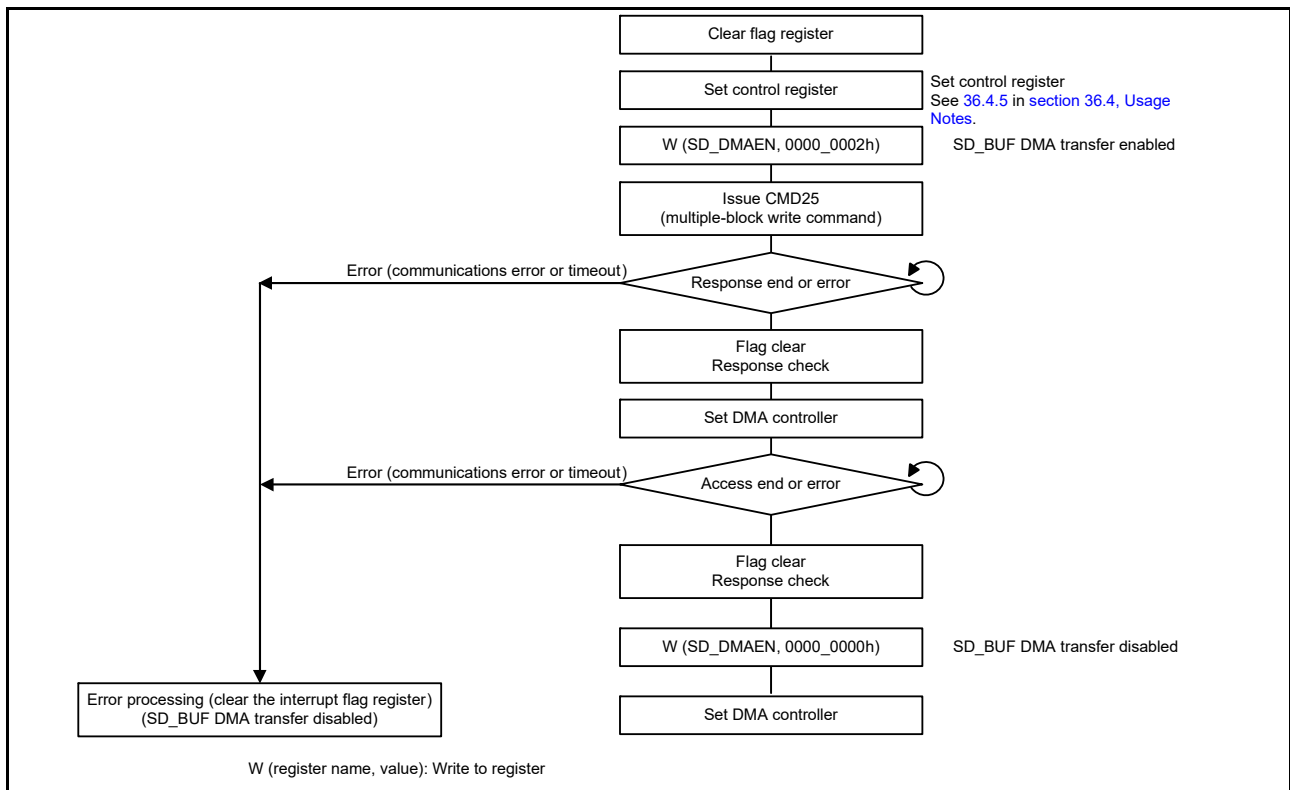 Clear flag register
Set control register
Set control register
See 36.4.5 in section 36.4, Usage
Notes.
W (SD_DMAEN, 0000_0002h)
SD_BUF DMA transfer enabled
Issue CMD25
(multiple-block write command)
Error (communications error or timeout)
Response end or error
Flag clear
Response check
Set DMA controller
Error (communications error or timeout)
Access end or error
Flag clear
Response check
W (SD_DMAEN, 0000_0000h)
SD_BUF DMA transfer disabled
Error processing (clear the interrupt flag register)
(SD_BUF DMA transfer disabled)
Set DMA controller
W (register name, value): Write to register